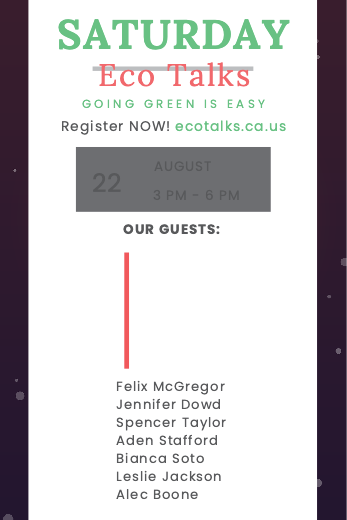 SATURDAY
Eco Talks
GOING GREEN IS EASY
Register NOW! ecotalks.ca.us
22
AUGUST
3 PM - 6 PM
OUR GUESTS:
Felix McGregor
Jennifer Dowd
Spencer Taylor
Aden Stafford
Bianca Soto
Leslie Jackson
Alec Boone